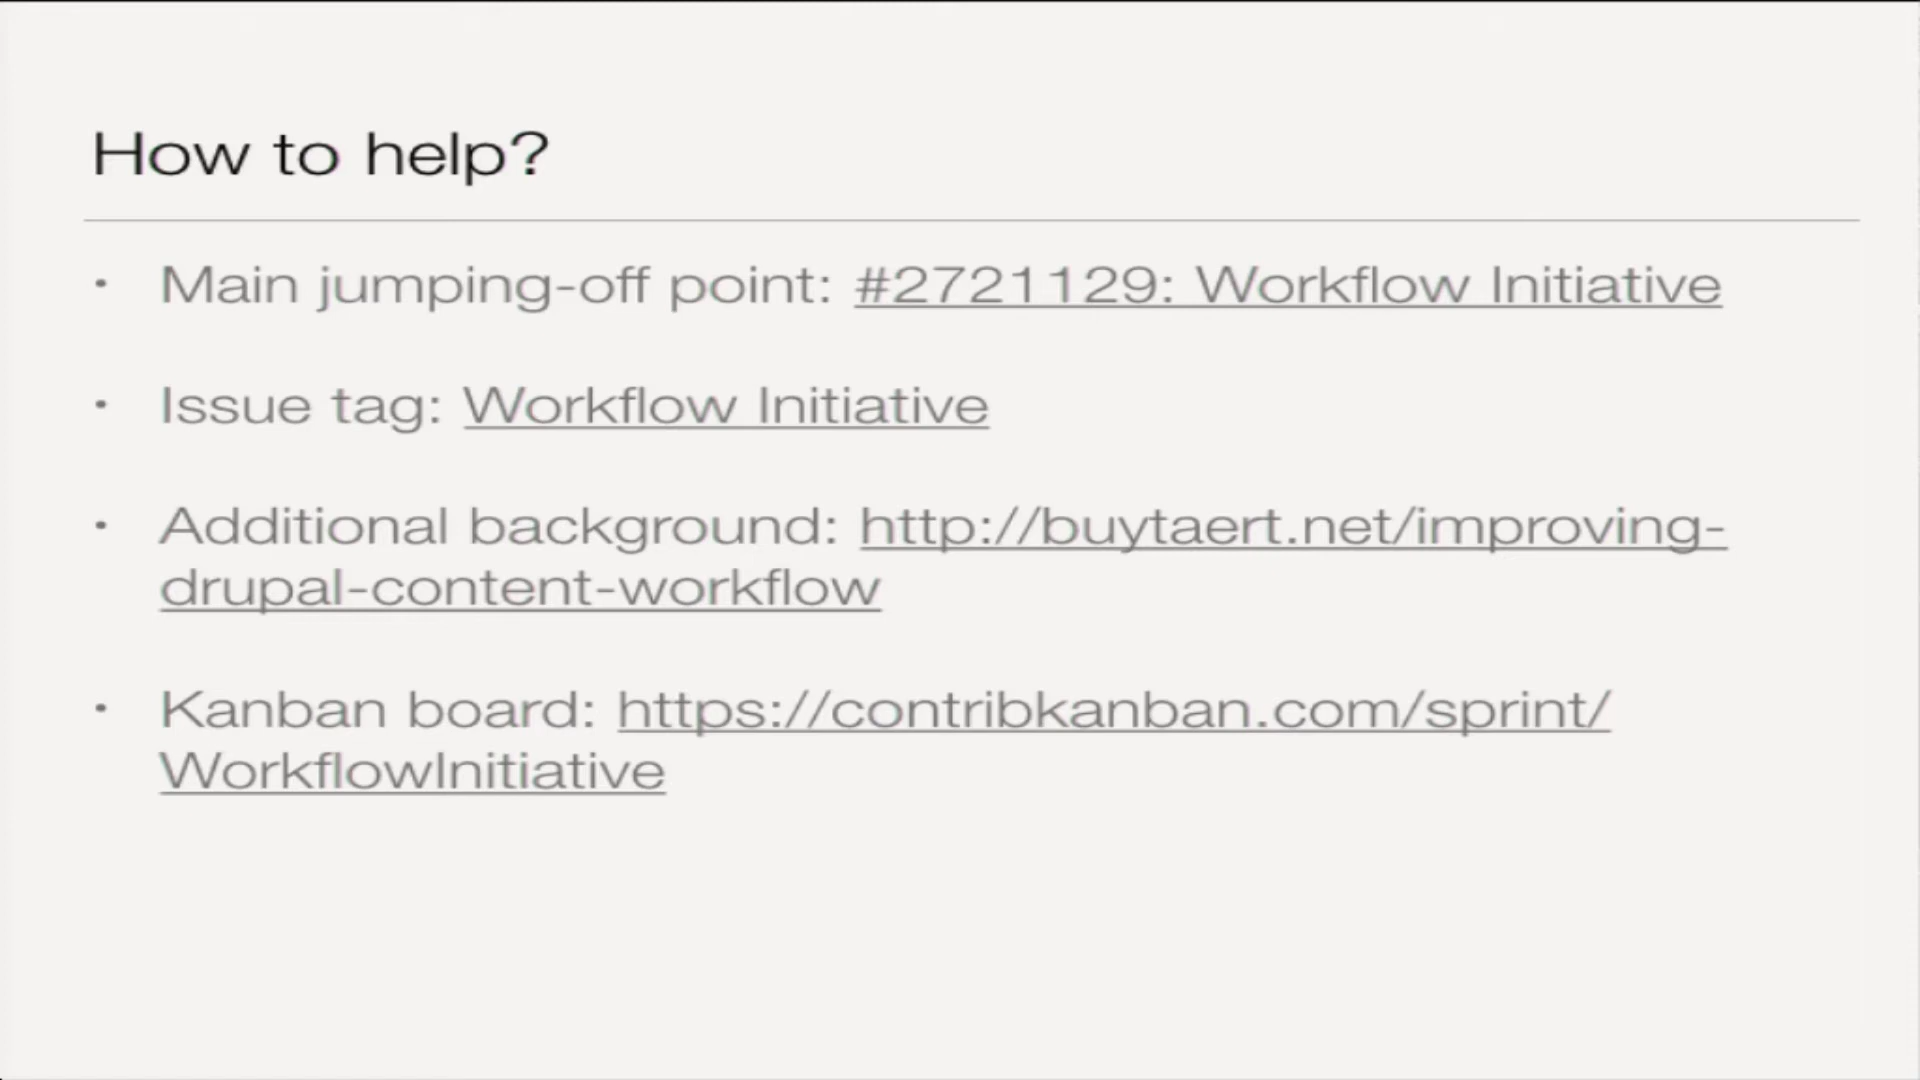 How to help?
• Main jumping-off point: #2721129: Workflow Initiative
• Issue tag: Workflow Initiative
• Additional background: http://buytaert.net/improving-
drupal-content-workflow
• Kanban board: https://contribkanban.com/sprint/
WorkflowInitiative